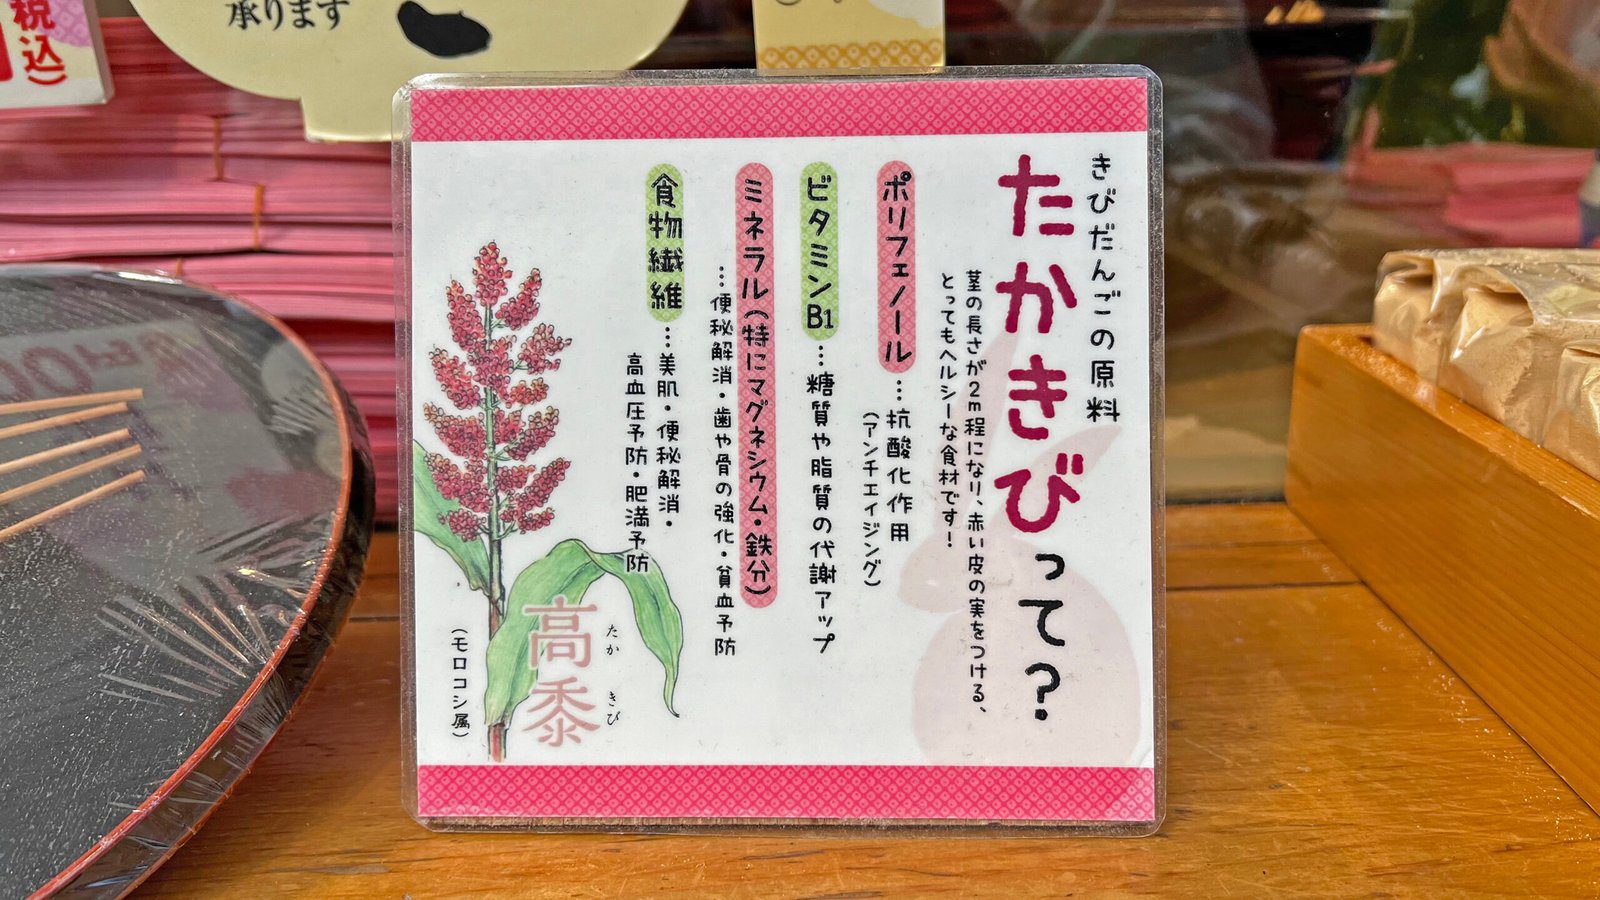 きびだんごの原料
たかきびって?
茎の長さが2m程になり、赤い皮の実をつける、
とってもヘルシーな食材です!
ポリフェノール…抗酸化作用
(アンチエイジング)
ビタミンB1…糖質や脂質の代謝アップ
ミネラル(特にマグネシウム・鉄分)
…便秘解消・歯や骨の強化・貧血予防
食物繊維…美肌・便秘解消・
高血圧予防・肥満予防
たか きび
高黍
(モロコシ属)
承ります
税込)